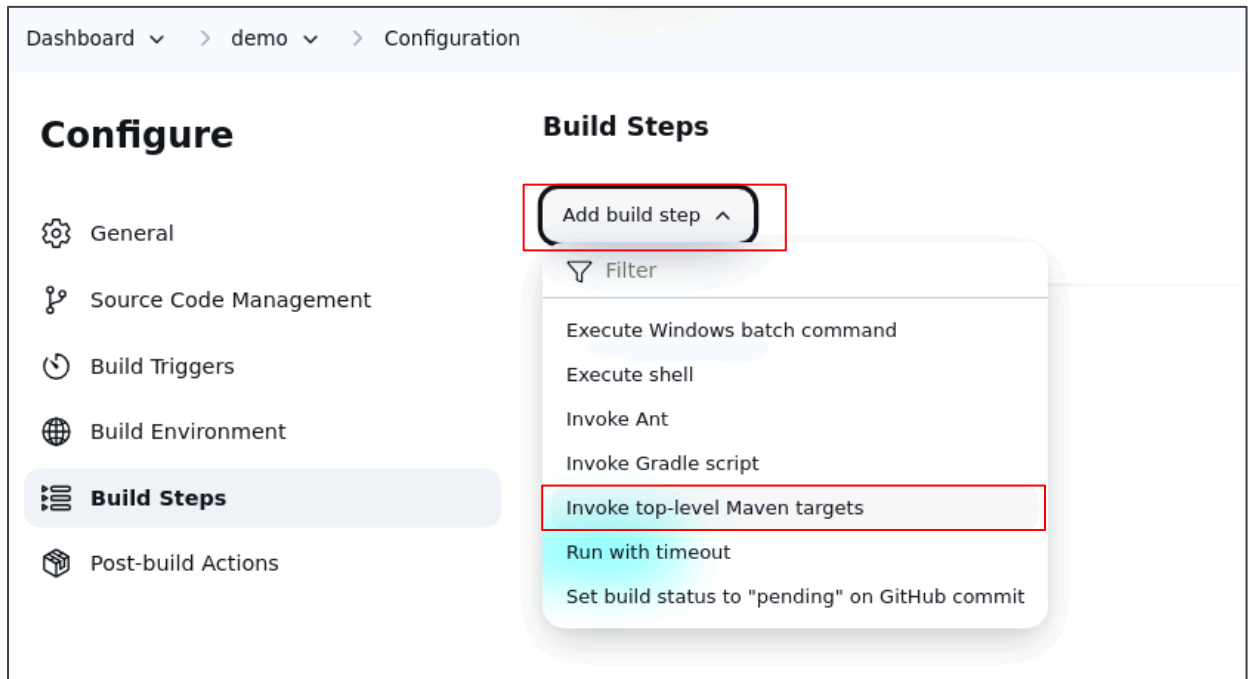 Dashboard > demo > Configuration
Configure
General
Source Code Management
Build Triggers
Build Environment
Build Steps
Post-build Actions
Build Steps
Add build step
Filter
Execute Windows batch command
Execute shell
Invoke Ant
Invoke Gradle script
Invoke top-level Maven targets
Run with timeout
Set build status to "pending" on GitHub commit